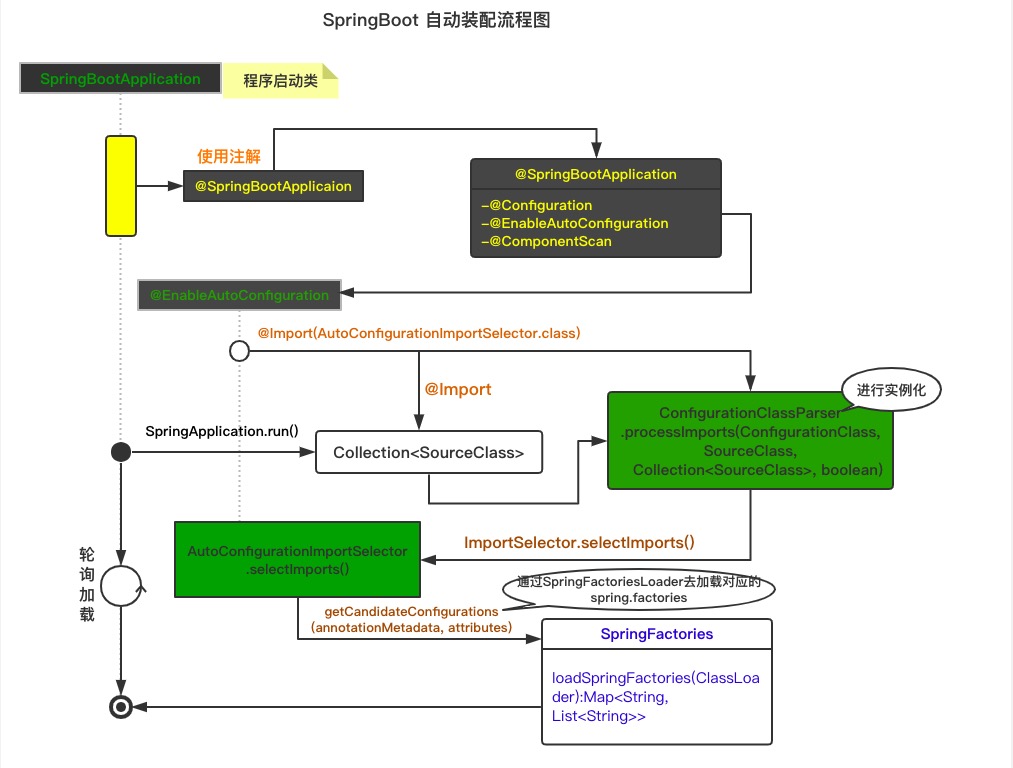 SpringBoot 自动装配流程图
SpringBootApplication
程序启动类
使用注解
@SpringBootApplicaion
@SpringBootApplication
-@Configuration
-@EnableAutoConfiguration
-@ComponentScan
@EnableAutoConfiguration
@Import(AutoConfigurationImportSelector.class)
@Import
进行实例化
ConfigurationClassParser
.processImports(ConfigurationClass,
SourceClass,
Collection<SourceClass>, boolean)
SpringApplication.run()
Collection<SourceClass>
AutoConfigurationImportSelector
.selectImports()
ImportSelector.selectImports()
轮
询
加
载
通过SpringFactoriesLoader去加载对应的
spring.factories
getCandidateConfigurations
(annotationMetadata, attributes)
SpringFactories
loadSpringFactories(ClassLoa
der):Map<String,
List<String>>